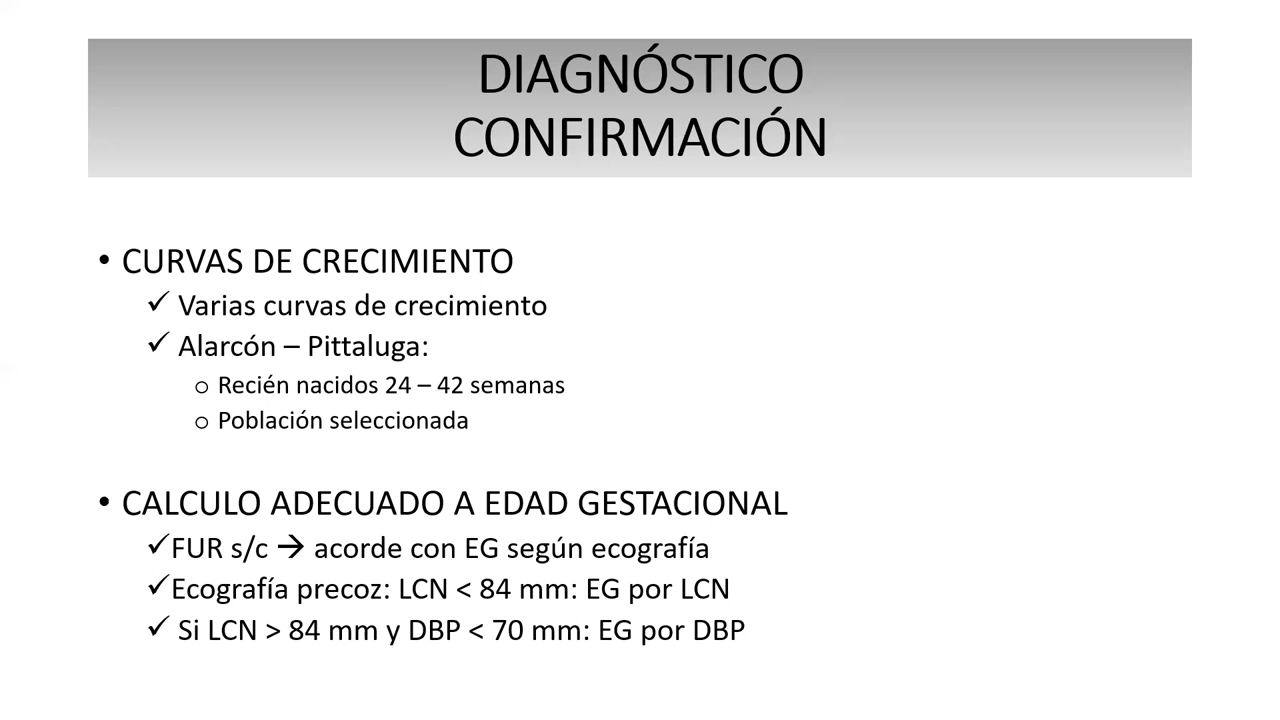 DIAGNÓSTICO
CONFIRMACIÓN
• CURVAS DE CRECIMIENTO
✓ Varias curvas de crecimiento
✓ Alarcón – Pittaluga:
o Recién nacidos 24 – 42 semanas
o Población seleccionada
• CALCULO ADECUADO A EDAD GESTACIONAL
✓FUR s/c → acorde con EG según ecografía
✓Ecografía precoz: LCN < 84 mm: EG por LCN
✓ Si LCN > 84 mm y DBP < 70 mm: EG por DBP